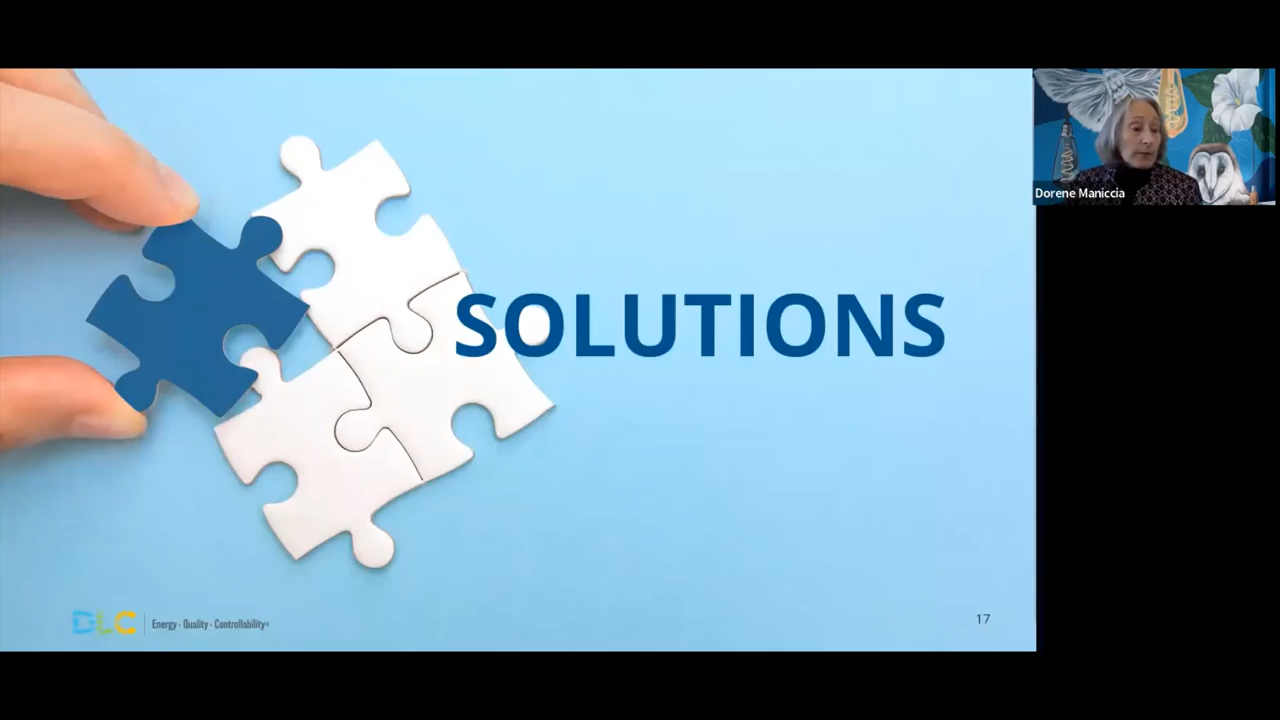 SOLUTIONS
Dorene Maniccia
DLC
Energy · Quality · Controllability®
17